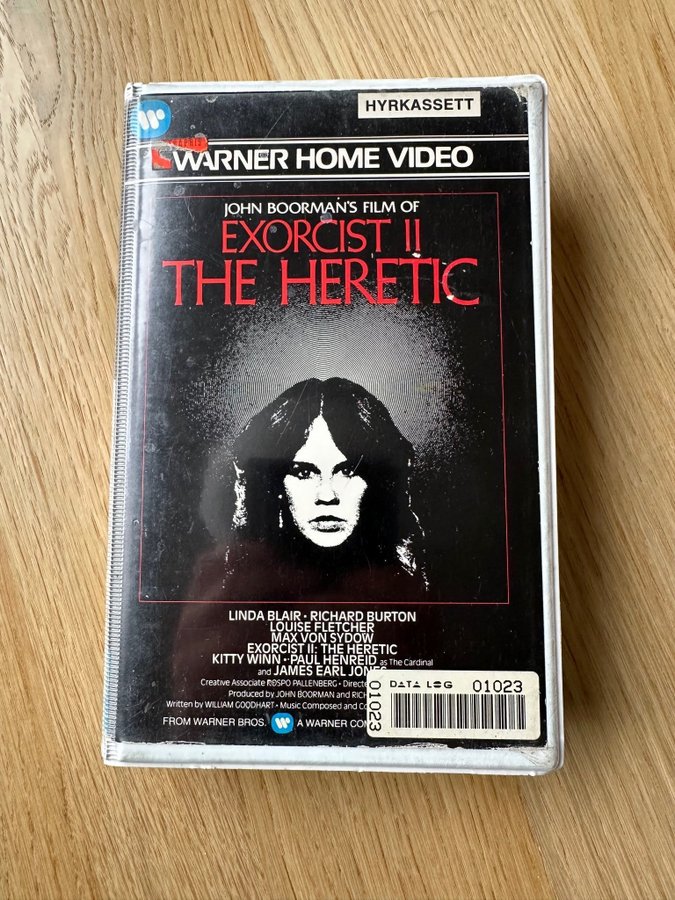 HYRKASSETT
WARNER HOME VIDEO
JOHN BOORMAN'S FILM OF
EXORCIST II
THE HERETIC
LINDA BLAIR · RICHARD BURTON
LOUISE FLETCHER
MAX VON SYDOW
EXORCIST II: THE HERETIC
KITTY WINN · PAUL HENREID as The Cardinal
and JAMES EARL JONES
Creative Associate ROSPO PALLENBERG · Directed
Produced by JOHN BOORMAN and
Written by WILLIAM GOODHART · Music Composed and
FROM WARNER BROS. A WARNER
DATA LOG 01023
01023